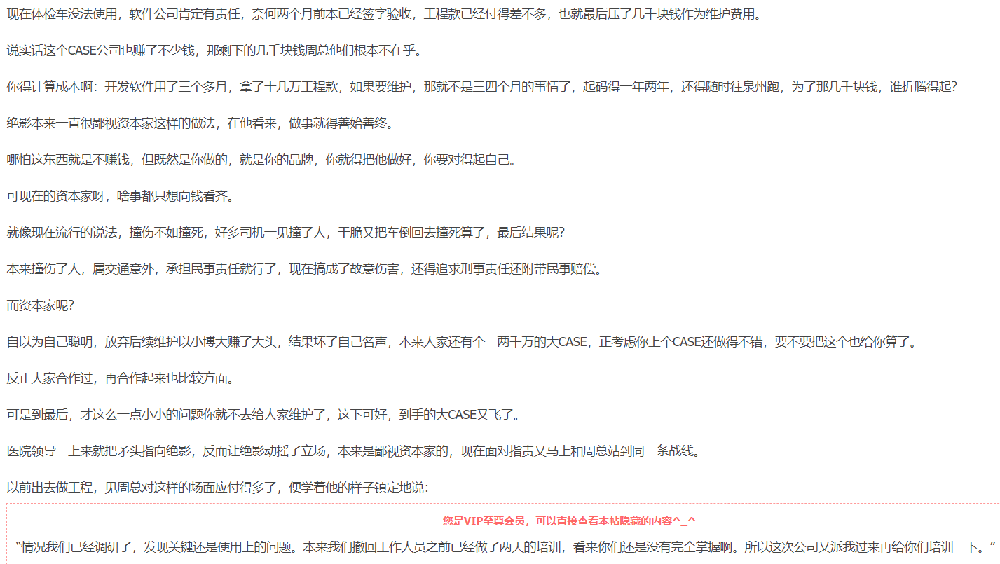 现在体检车没法使用，软件公司肯定有责任，奈何两个月前本已经签字验收，工程款已经付得差不多，也就最后压了几千块钱作为维护费用。
说实话这个CASE公司也赚了不少钱，那剩下的几千块钱周总他们根本不在乎。
你得计算成本啊：开发软件用了三个多月，拿了十几万工程款，如果要维护，那就不是三四个月的事情了，起码得一年两年，还得随时往泉州跑，为了那几千块钱，谁折腾得起？
绝影本来一直很鄙视资本家这样的做法，在他看来，做事就得善始善终。
哪怕这东西就是不赚钱，但既然是你做的，就是你的品牌，你就得把他做好，你要对得起自己。
可现在的资本家呀，啥事都只想向钱看齐。
就像现在流行的说法，撞伤不如撞死，好多司机一见撞了人，干脆又把车倒回去撞死算了，最后结果呢？
本来撞伤了人，属交通意外，承担民事责任就行了，现在搞成了故意伤害，还得追求刑事责任还附带民事赔偿。
而资本家呢？
自以为自己聪明，放弃后续维护以小博大赚了大头，结果坏了自己名声，本来人家还有个一两千万的大CASE，正考虑你上个CASE还做得不错，要不要把这个也给你算了。
反正大家合作过，再合作起来也比较方面。
可是到最后，才这么一点小小的问题你就不去给人家维护了，这下可好，到手的大CASE又飞了。
医院领导一上来就把矛头指向绝影，反而让绝影动摇了立场，本来是鄙视资本家的，现在面对指责又马上和周总站到同一条战线。
以前出去做工程，见周总对这样的场面应付得多了，便学着他的样子镇定地说：
您是VIP至尊会员，可以直接查看本帖隐藏的内容^_^
“情况我们已经调研了，发现关键还是使用上的问题。本来我们撤回工作人员之前已经做了两天的培训，看来你们还是没有完全掌握啊。所以这次公司又派我过来再给你们培训一下。”